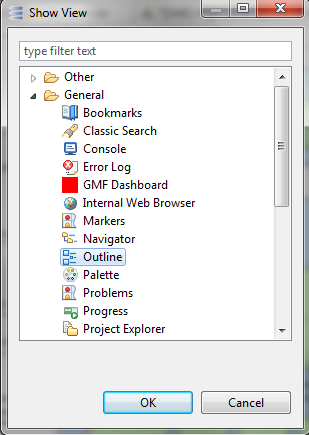 Show View
type filter text
Other
General
Bookmarks
Classic Search
Console
Error Log
GMF Dashboard
Internal Web Browser
Markers
Navigator
Outline
Palette
Problems
Progress
Project Explorer
OK
Cancel